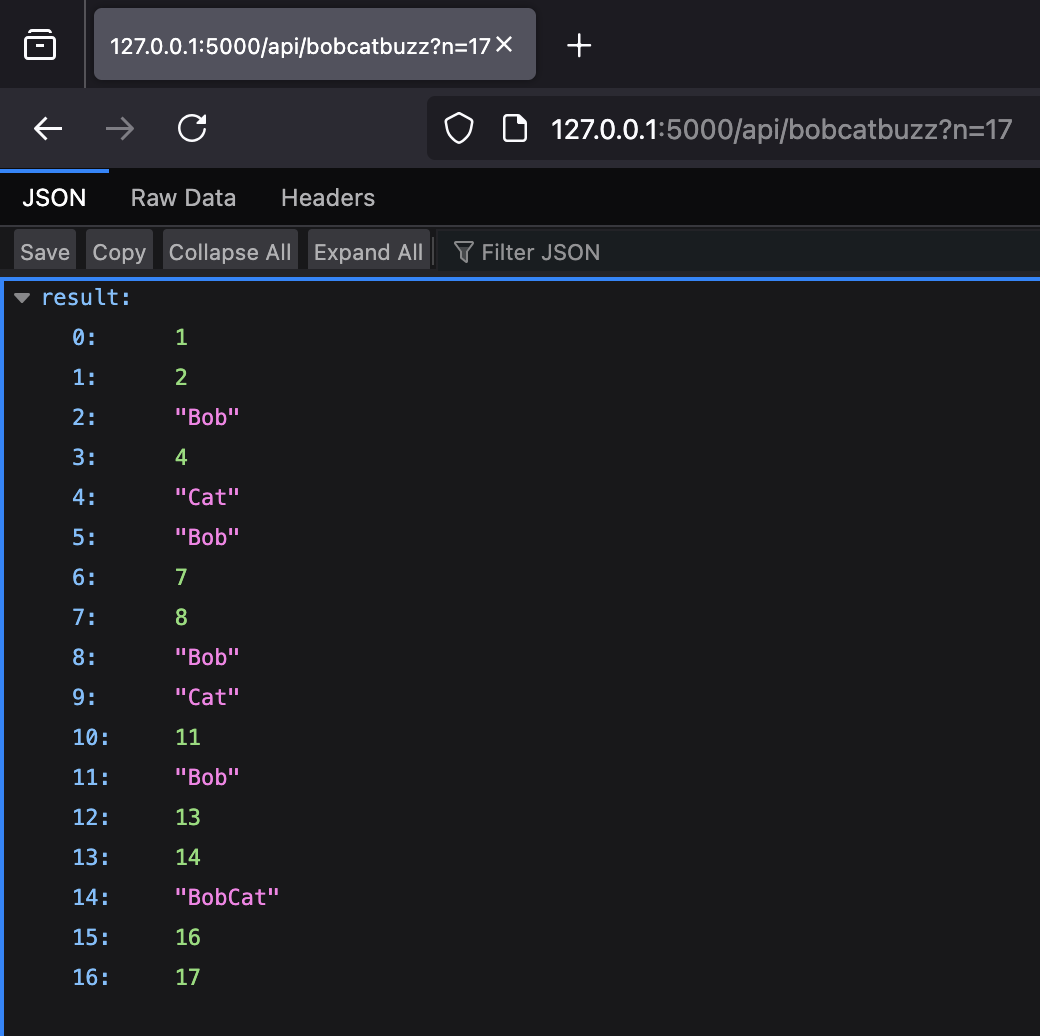 127.0.0.1:5000/api/bobcatbuzz?n=17
127.0.0.1:5000/api/bobcatbuzz?n=17
JSON Raw Data Headers
Save Copy Collapse All Expand All Filter JSON
result:
0: 1
1: 2
2: "Bob"
3: 4
4: "Cat"
5: "Bob"
6: 7
7: 8
8: "Bob"
9: "Cat"
10: 11
11: "Bob"
12: 13
13: 14
14: "BobCat"
15: 16
16: 17